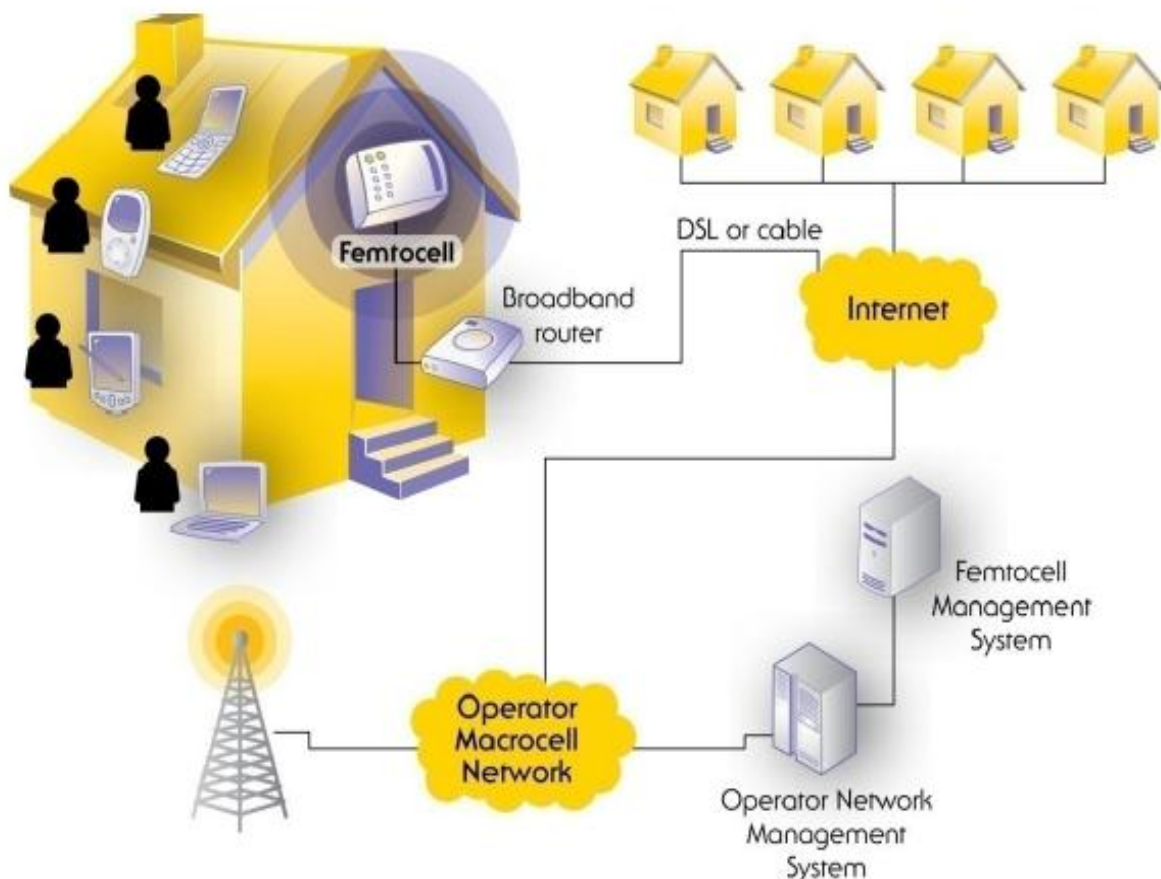 DSL or cable
Femtocell
Broadband
router
Internet
Femtocell
Management
System
Operator
Macrocell
Network
Operator Network
Management
System